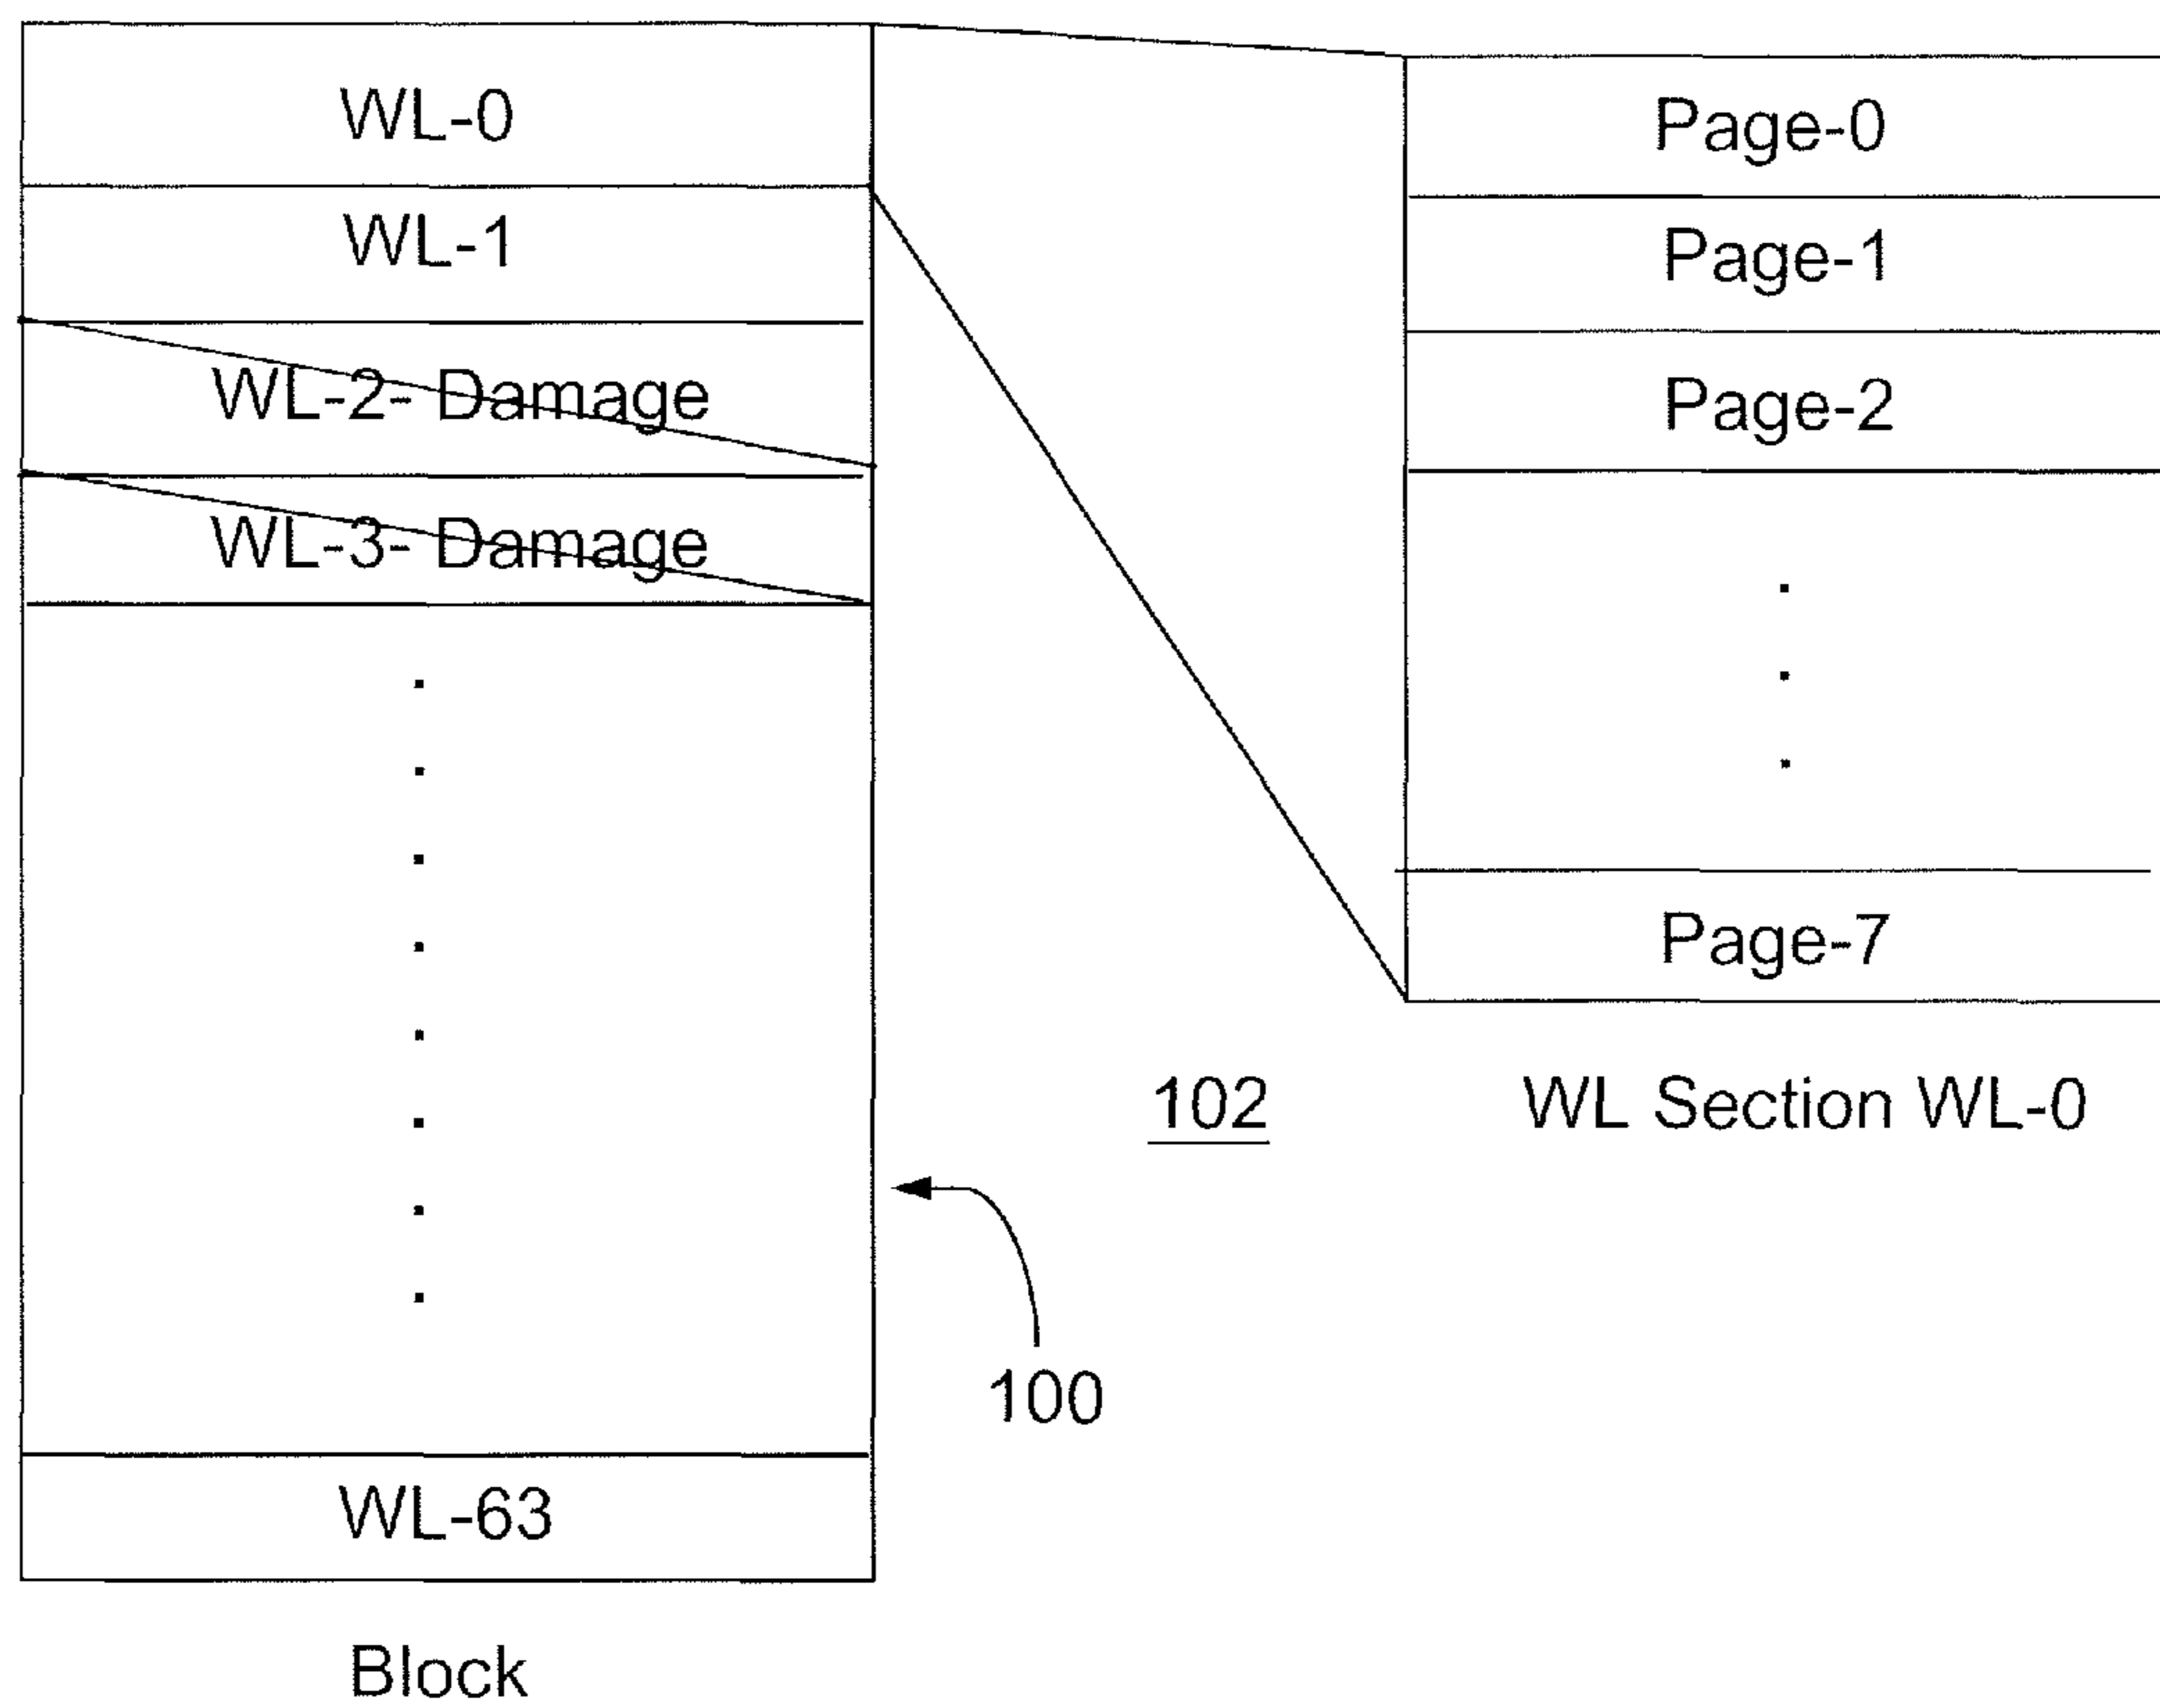 WL-0
WL-1
WL-2- Damage
WL-3- Damage
WL-63
Block
100
102
Page-0
Page-1
Page-2
Page-7
WL Section WL-0